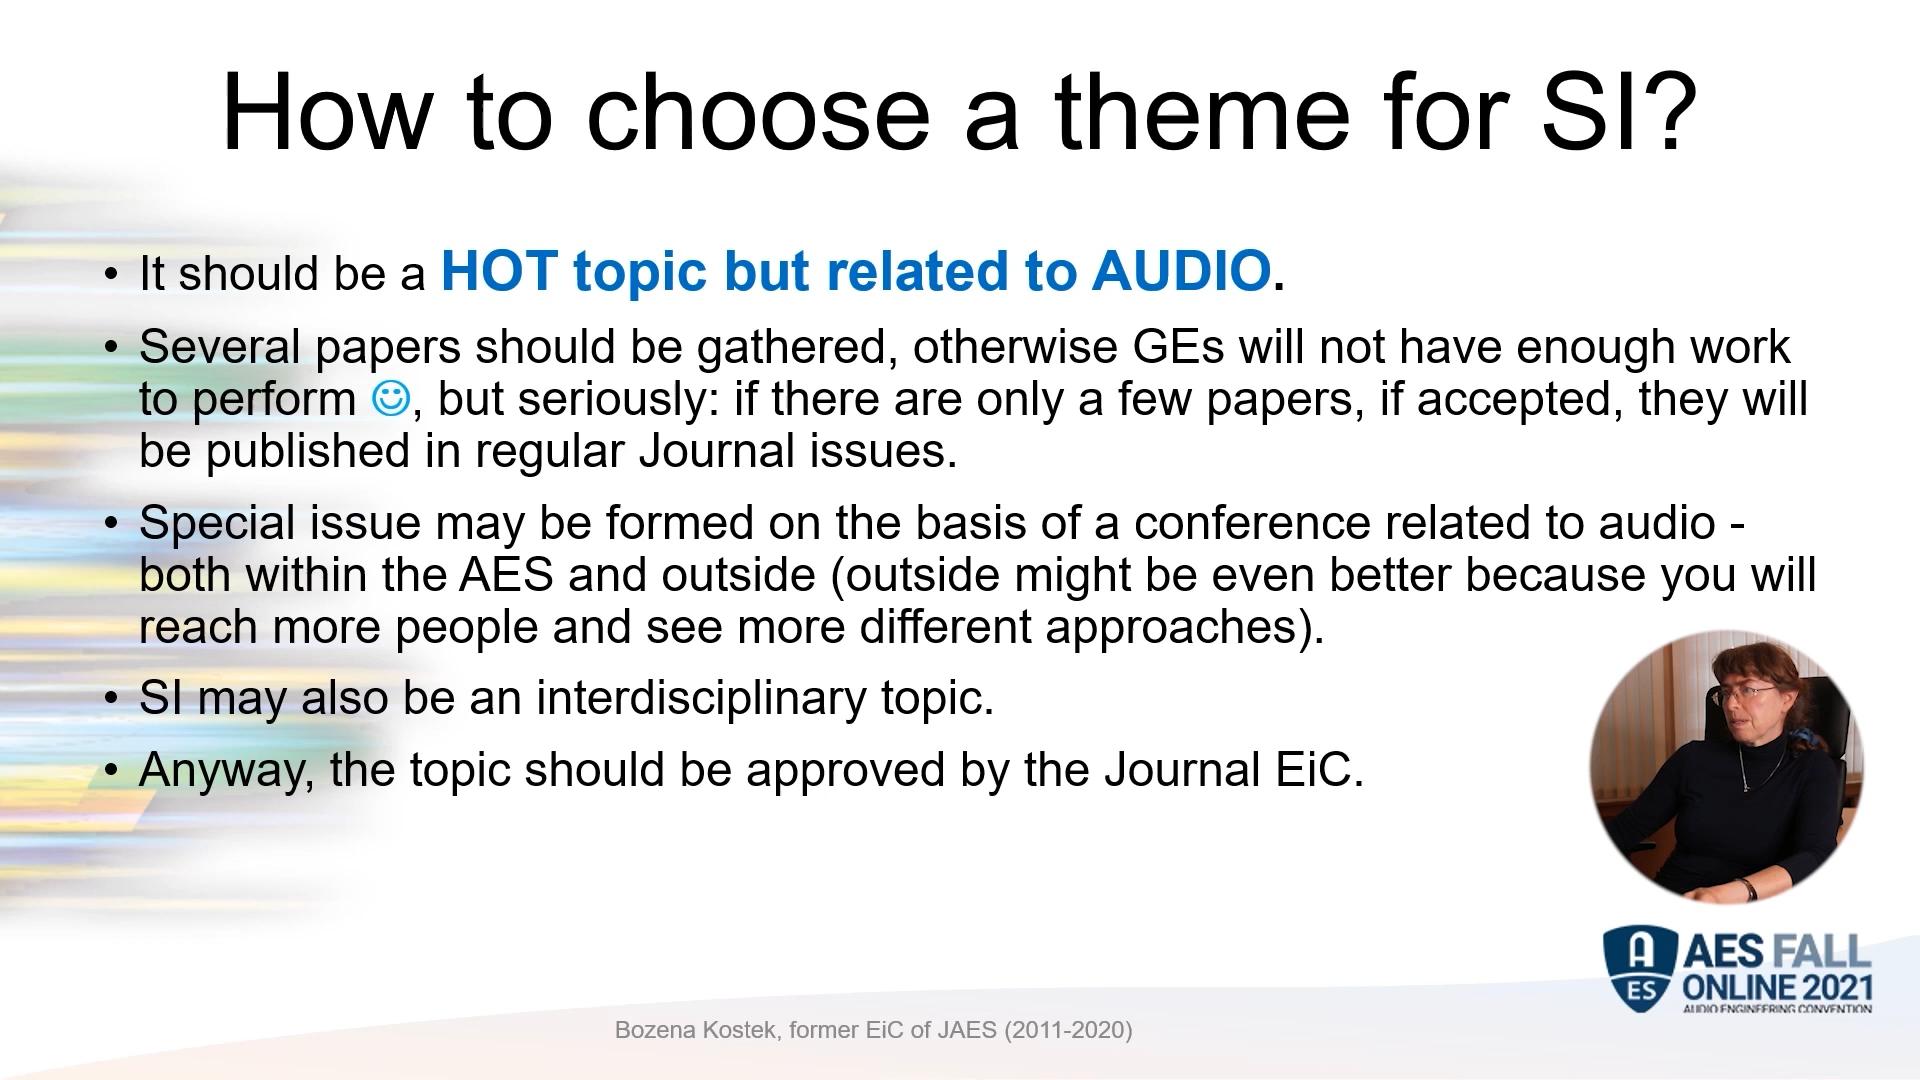 How to choose a theme for SI?
• It should be a HOT topic but related to AUDIO.
• Several papers should be gathered, otherwise GEs will not have enough work
to perform ☺, but seriously: if there are only a few papers, if accepted, they will
be published in regular Journal issues.
• Special issue may be formed on the basis of a conference related to audio -
both within the AES and outside (outside might be even better because you will
reach more people and see more different approaches).
• SI may also be an interdisciplinary topic.
• Anyway, the topic should be approved by the Journal EiC.
A
ES
AES FALL
ONLINE 2021
AUDIO ENGINEERING CONVENTION
Bozena Kostek, former EiC of JAES (2011-2020)